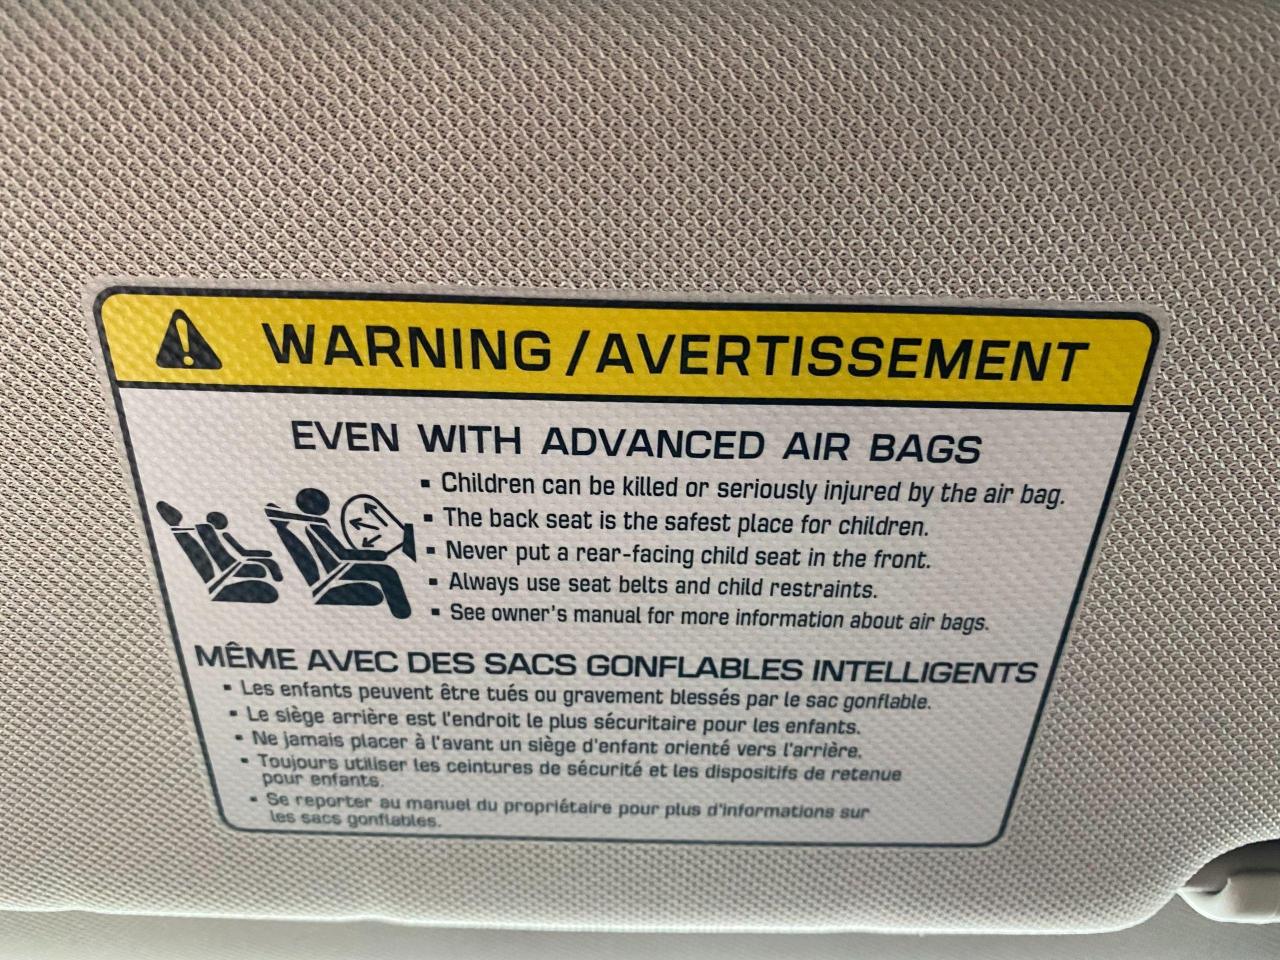 WARNING / AVERTISSEMENT
EVEN WITH ADVANCED AIR BAGS
▪ Children can be killed or seriously injured by the air bag.
▪ The back seat is the safest place for children.
▪ Never put a rear-facing child seat in the front.
▪ Always use seat belts and child restraints.
▪ See owner's manual for more information about air bags.
MÊME AVEC DES SACS GONFLABLES INTELLIGENTS
▪ Les enfants peuvent être tués ou gravement blessés par le sac gonflable.
▪ Le siège arrière est l'endroit le plus sécuritaire pour les enfants.
▪ Ne jamais placer à l'avant un siège d'enfant orienté vers l'arrière.
▪ Toujours utiliser les ceintures de sécurité et les dispositifs de retenue
pour enfants.
▪ Se reporter au manuel du propriétaire pour plus d'informations sur
les sacs gonflables.